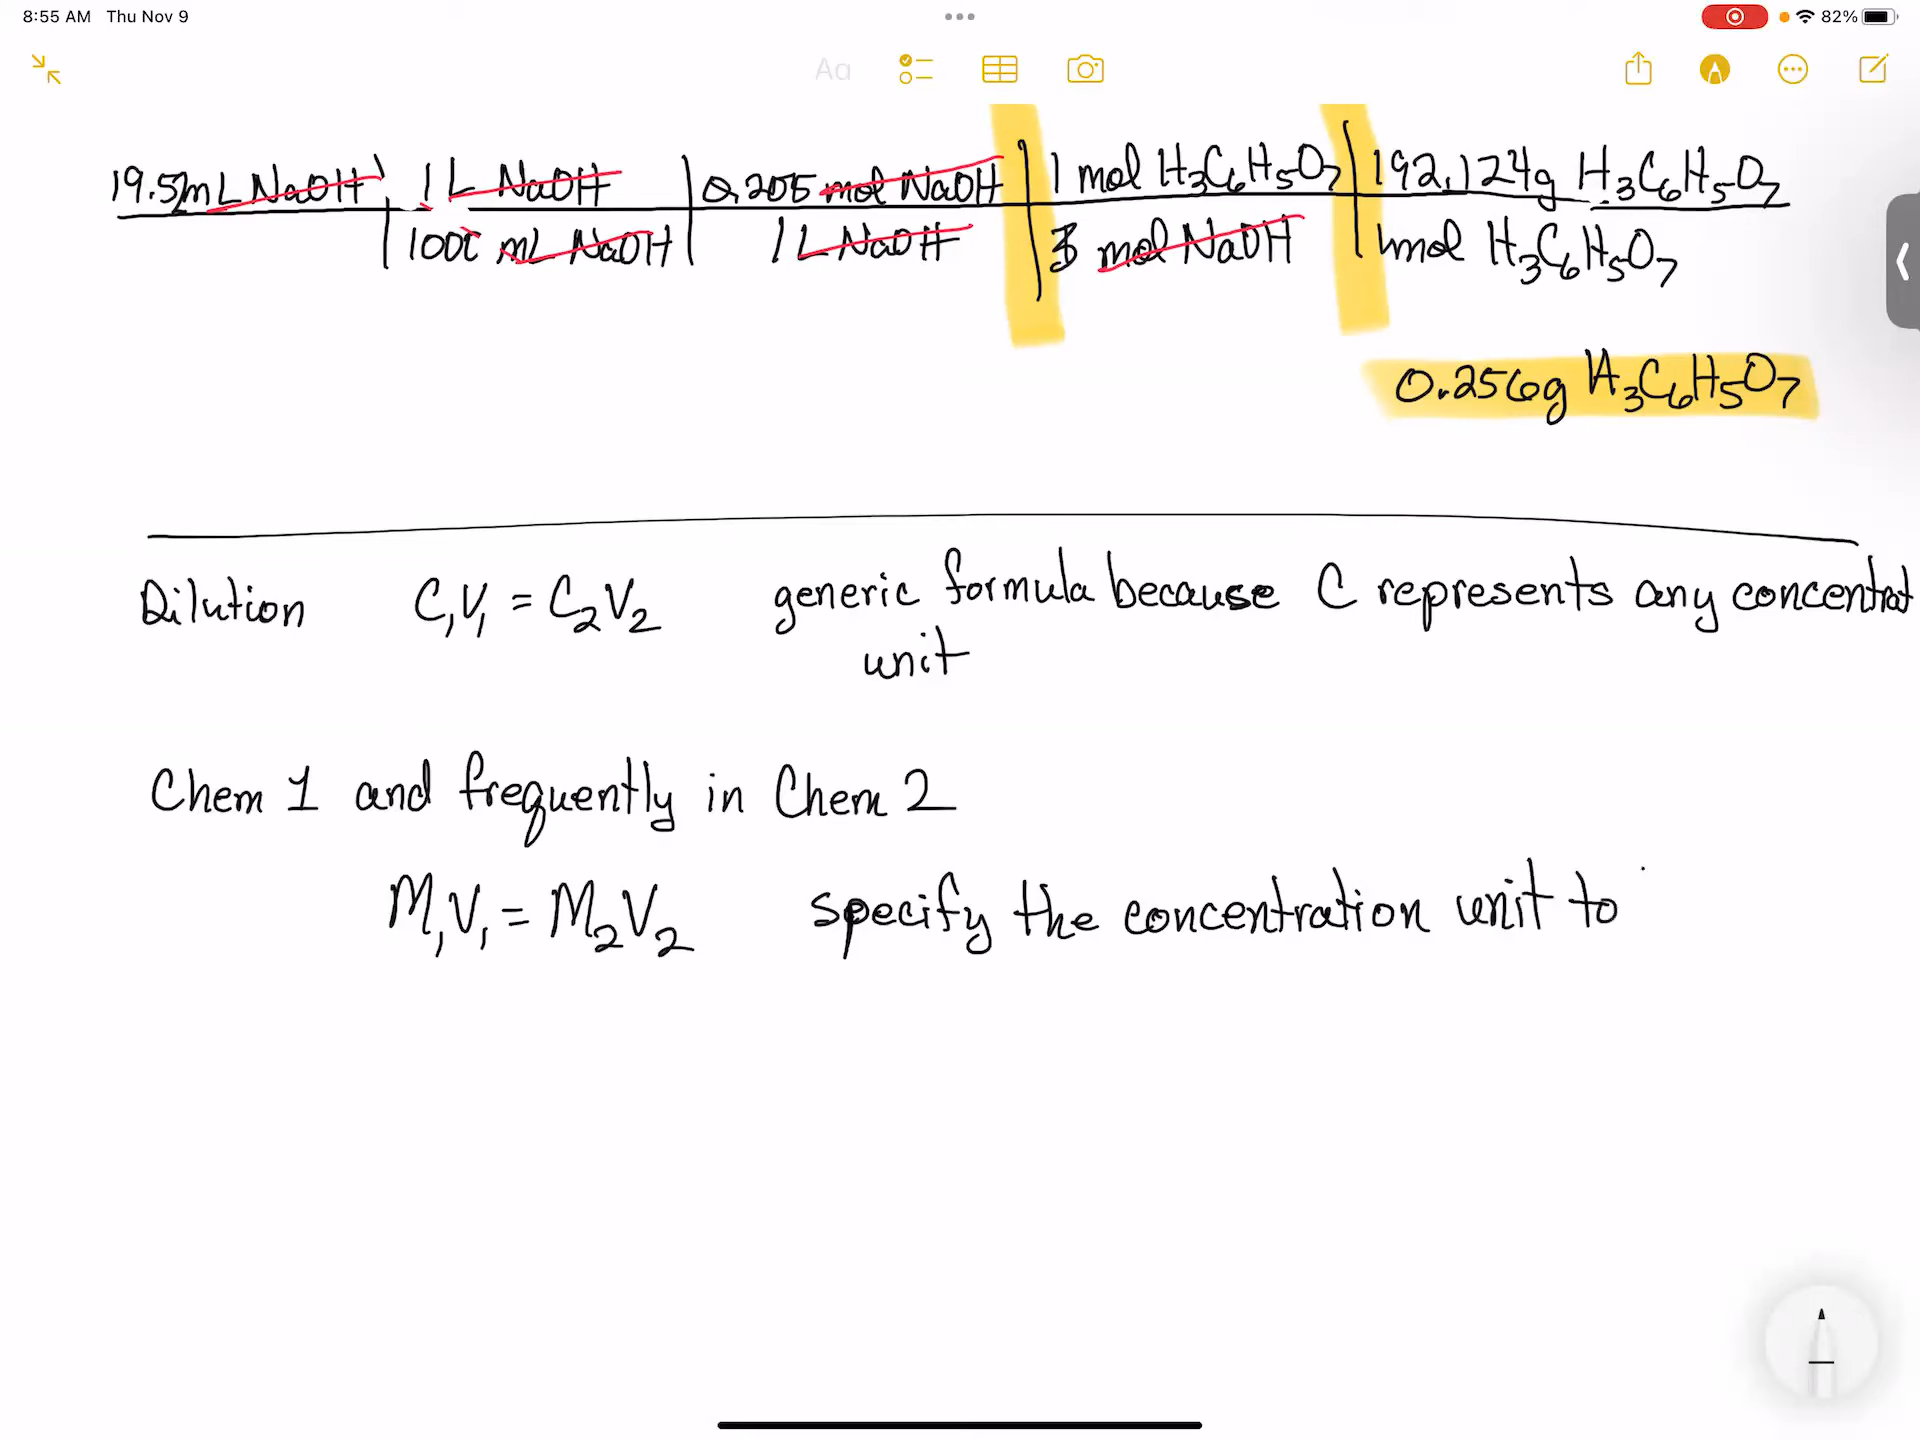 8:55 AM Thu Nov 9 82%
Aa
19.5mL NaOH 1 L NaOH 0.205 mol NaOH 1 mol H₃C₆H₅O₇ 192.124g H₃C₆H₅O₇
1000 mL NaOH 1 L NaOH 3 mol NaOH 1mol H₃C₆H₅O₇
0.256g H₃C₆H₅O₇
Dilution C₁V₁ = C₂V₂ generic formula because C represents any concentrat
unit
Chem 1 and frequently in Chem 2
M₁V₁ = M₂V₂ specify the concentration unit to